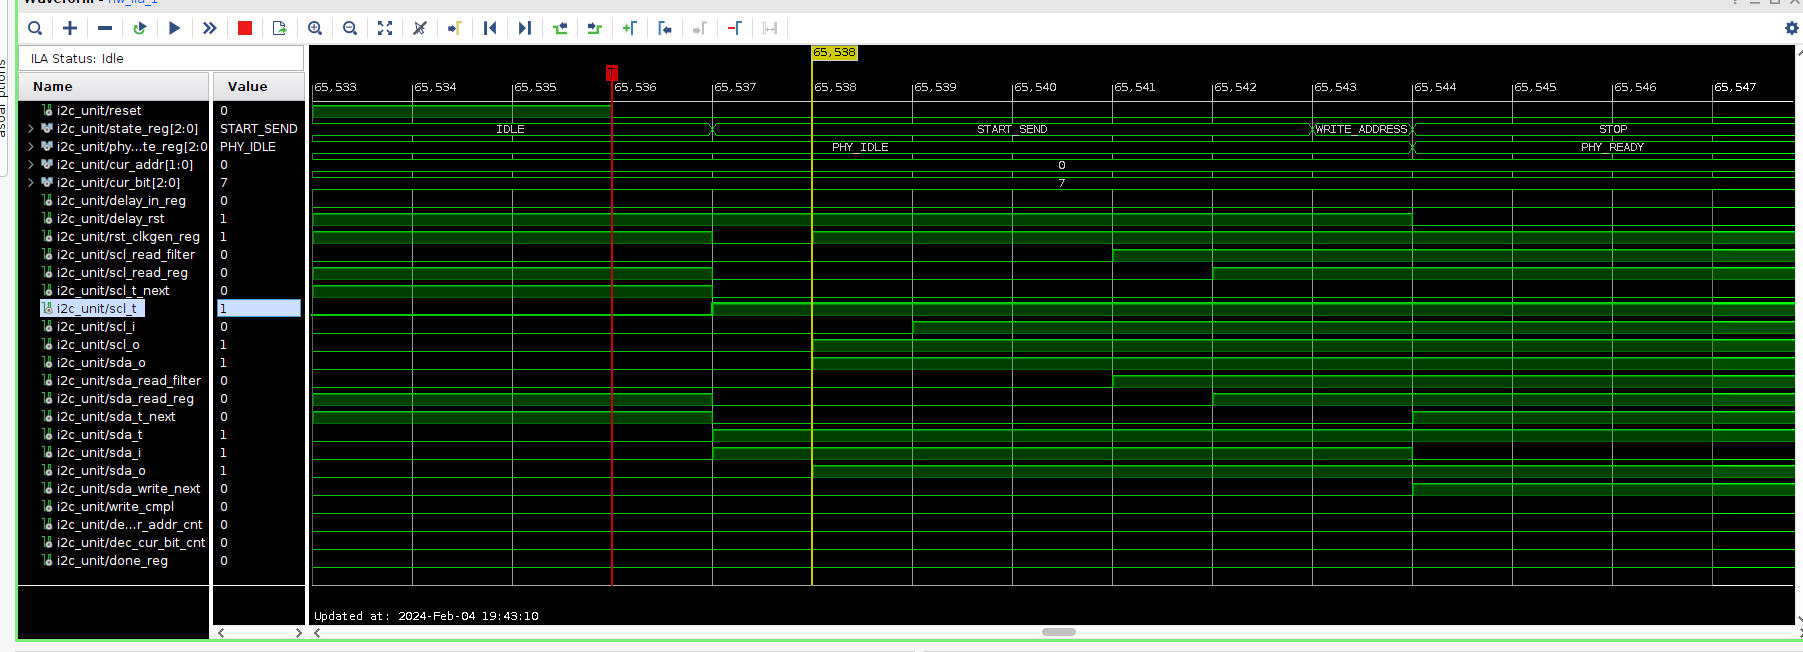 Waveform - hw_ila_1
ILA Status: Idle
65,538
Name Value
65,533 65,534 65,535 65,536 65,537 65,538 65,539 65,540 65,541 65,542 65,543 65,544 65,545 65,546 65,547
T
i2c_unit/reset 0
i2c_unit/state_reg[2:0] START_SEND IDLE START_SEND WRITE_ADDRESS STOP
i2c_unit/phy...te_reg[2:0 PHY_IDLE PHY_IDLE PHY_READY
i2c_unit/cur_addr[1:0] 0 0
i2c_unit/cur_bit[2:0] 7 7
i2c_unit/delay_in_reg 0
i2c_unit/delay_rst 1
i2c_unit/rst_clkgen_reg 1
i2c_unit/scl_read_filter 0
i2c_unit/scl_read_reg 0
i2c_unit/scl_t_next 0
i2c_unit/scl_t 1
i2c_unit/scl_i 0
i2c_unit/scl_o 1
i2c_unit/sda_o 1
i2c_unit/sda_read_filter 0
i2c_unit/sda_read_reg 0
i2c_unit/sda_t_next 0
i2c_unit/sda_t 1
i2c_unit/sda_i 1
i2c_unit/sda_o 1
i2c_unit/sda_write_next 0
i2c_unit/write_cmpl 0
i2c_unit/de...r_addr_cnt 0
i2c_unit/dec_cur_bit_cnt 0
i2c_unit/done_reg 0
Updated at: 2024-Feb-04 19:43:10